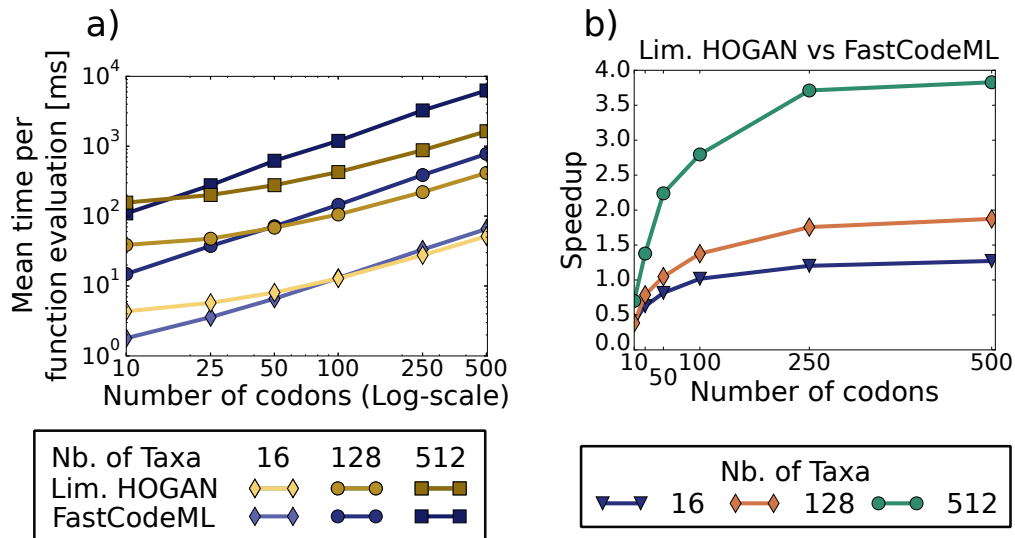 a)
Mean time per
function evaluation [ms]
10^4
10^3
10^2
10^1
10^0
10 25 50 100 250 500
Number of codons (Log-scale)
Nb. of Taxa 16 128 512
Lim. HOGAN
FastCodeML
b)
Lim. HOGAN vs FastCodeML
Speedup
4.0
3.5
3.0
2.5
2.0
1.5
1.0
0.5
0.0
10 50 100 250 500
Number of codons
Nb. of Taxa
16 128 512